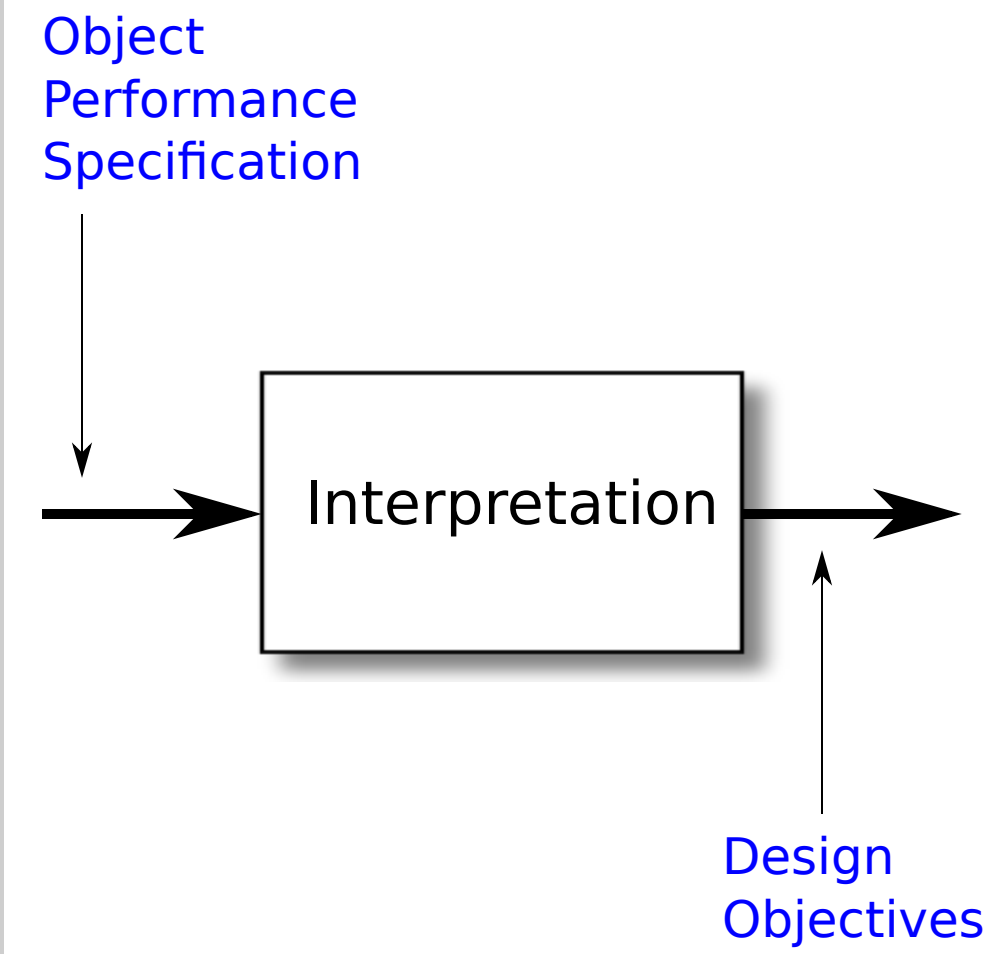 Object
Performance
Specification
Interpretation
Design
Objectives